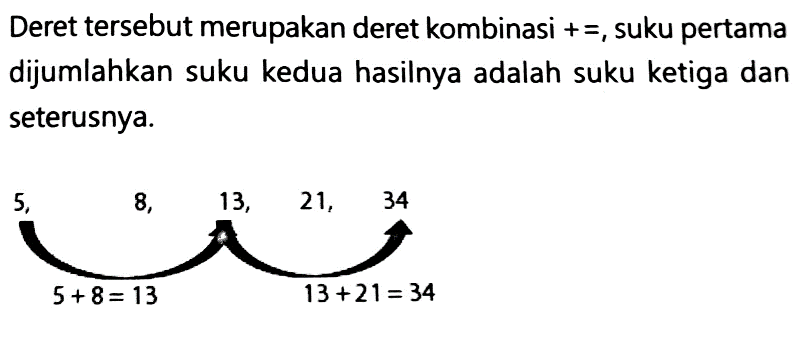 Deret tersebut merupakan deret kombinasi +=, suku pertama
dijumlahkan suku kedua hasilnya adalah suku ketiga dan
seterusnya.
5, 8, 13, 21, 34
5+8= 13 13+21= 34